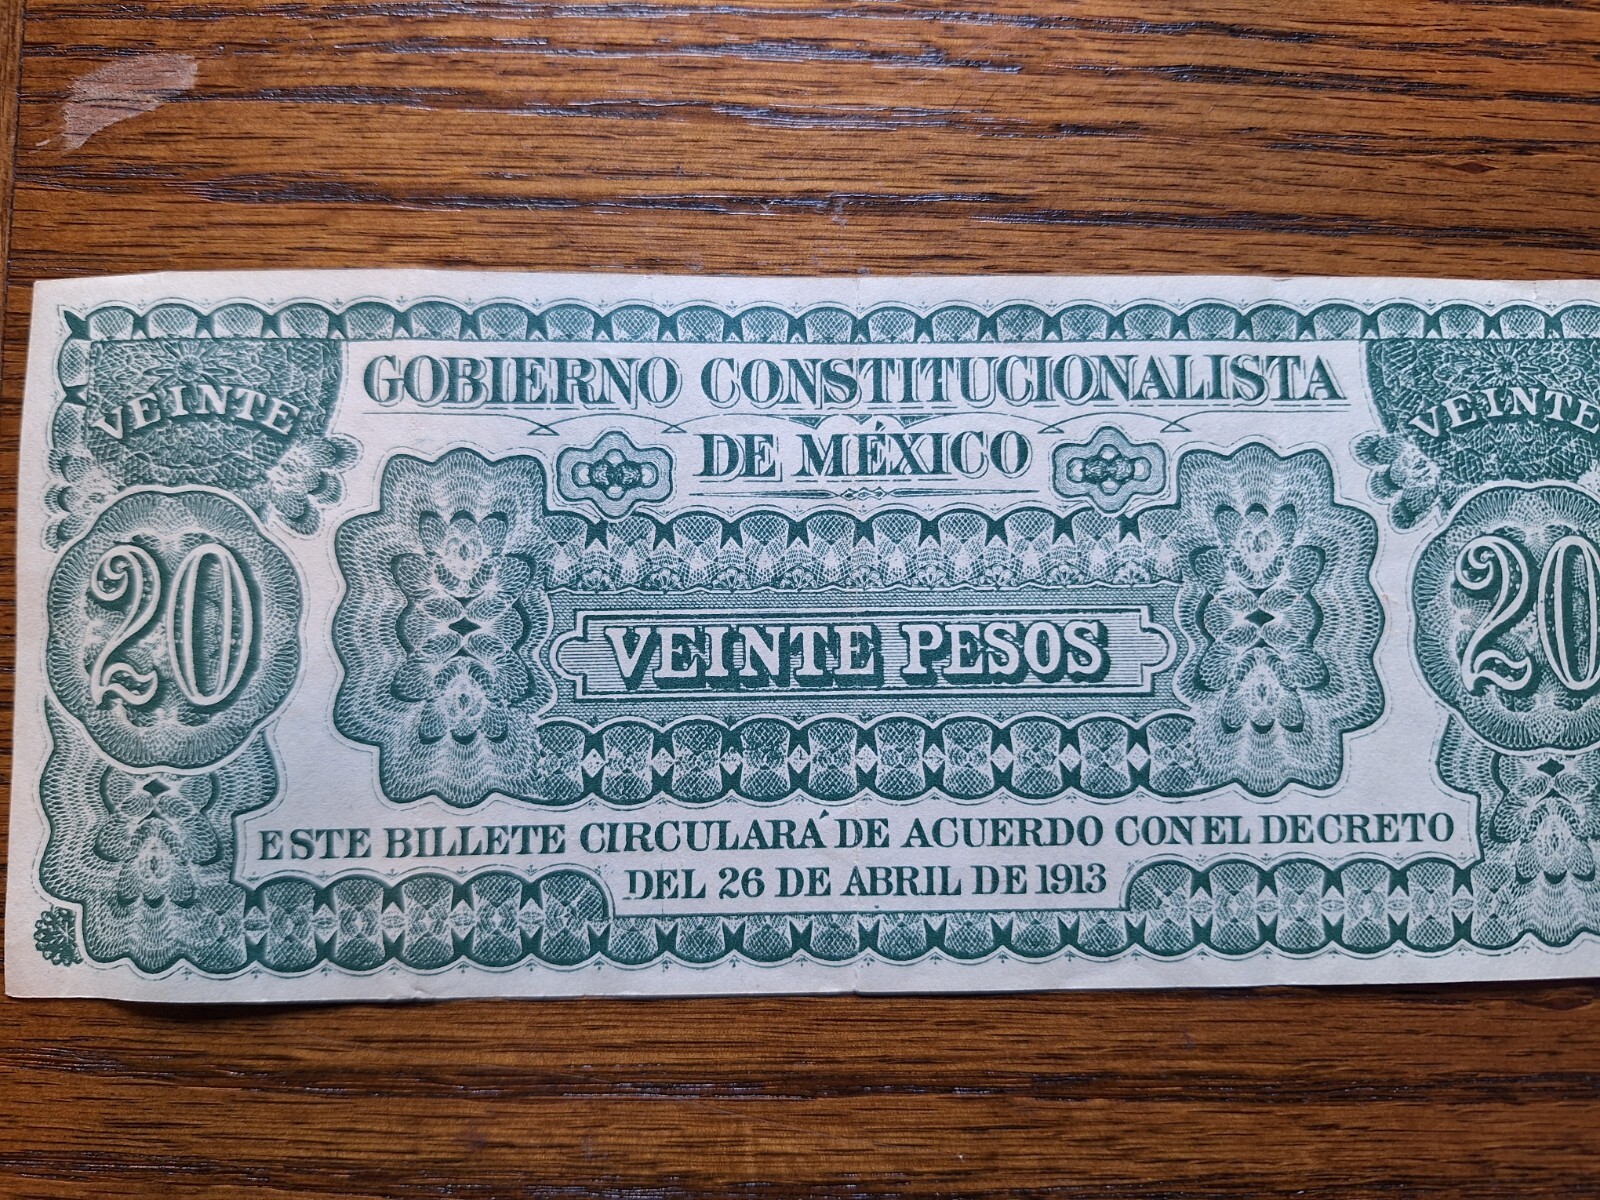 VEINTE
GOBIERNO CONSTITUCIONALISTA
VEINTE
DE MÉXICO
20
VEINTE PESOS
20
ESTE BILLETE CIRCULARÁ DE ACUERDO CON EL DECRETO
DEL 26 DE ABRIL DE 1913